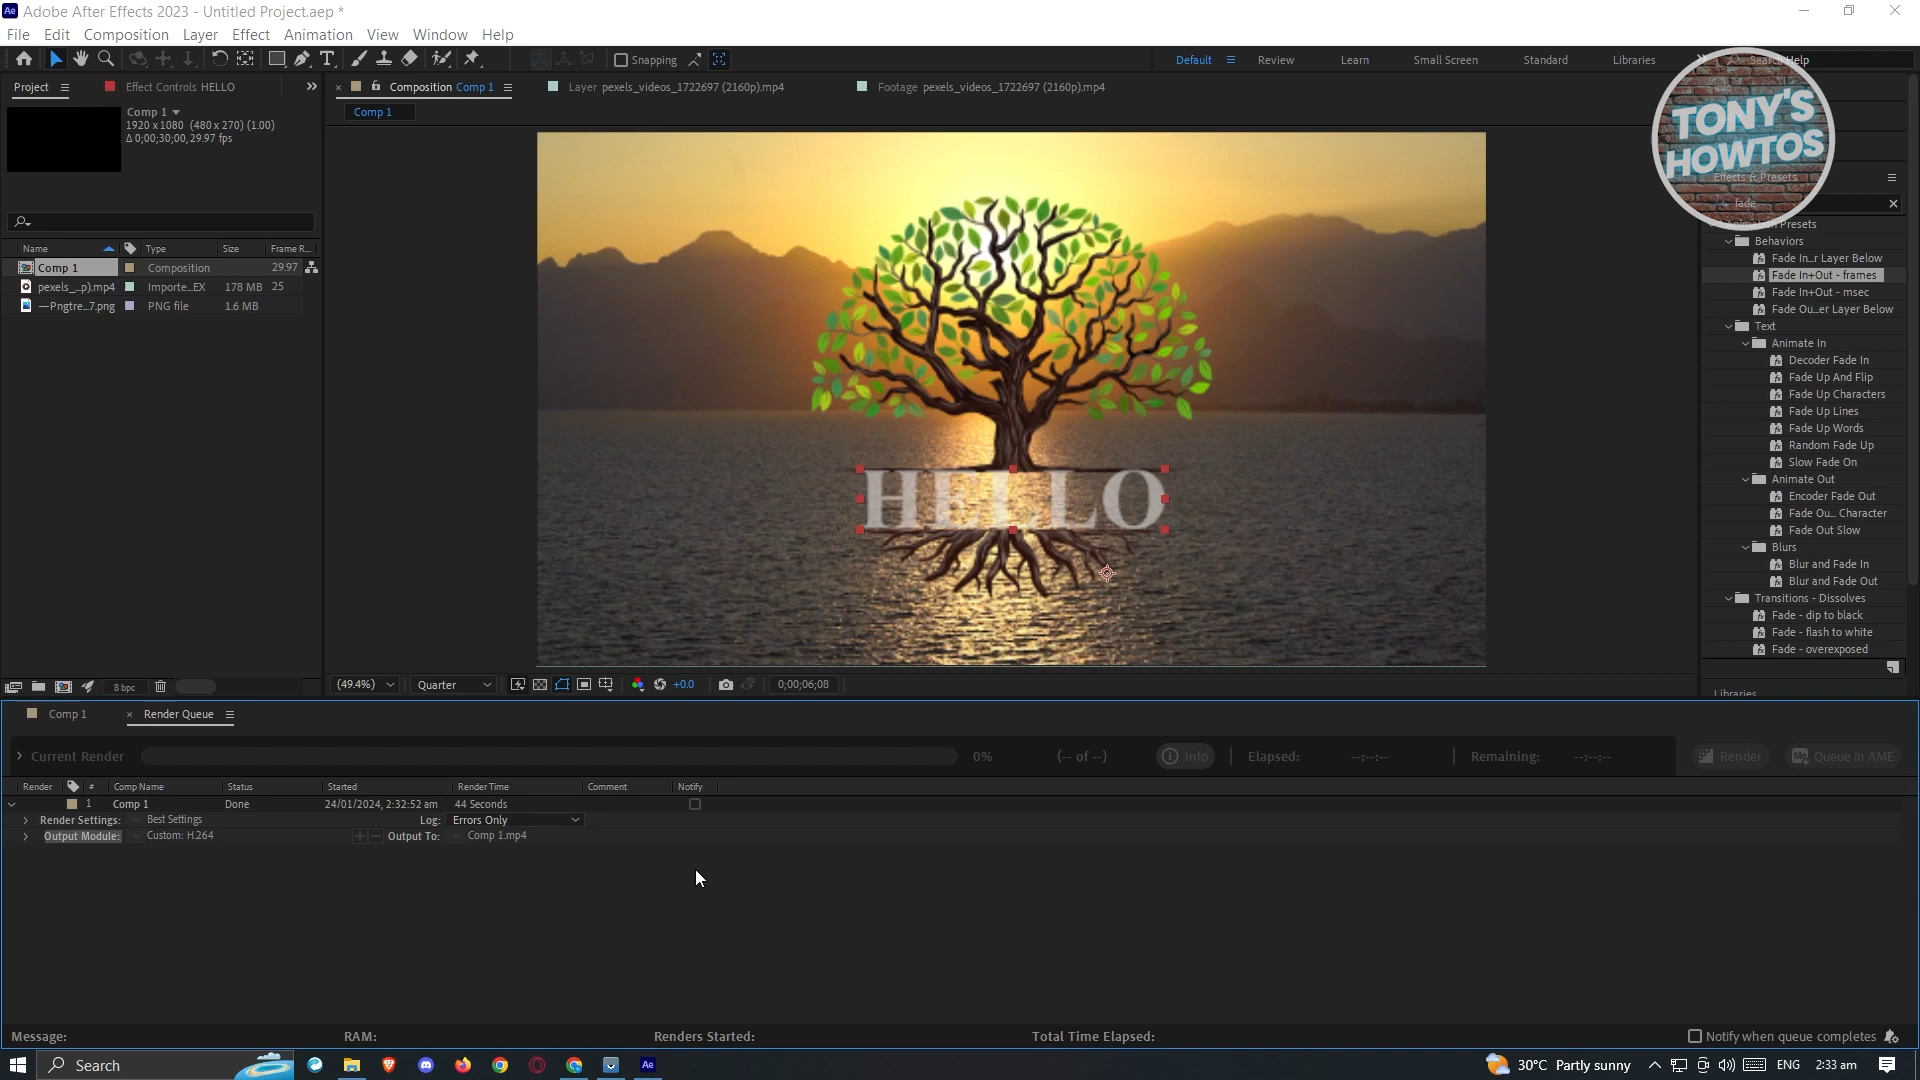 Ae Adobe After Effects 2023 - Untitled Project.aep *
File Edit Composition Layer Effect Animation View Window Help
Snapping Default Review Learn Small Screen Standard Libraries Search Help
Project Effect Controls HELLO
Composition Comp 1
Layer pexels_videos_1722697 (2160p).mp4
Footage pexels_videos_1722697 (2160p).mp4
Comp 1
1920 x 1080 (480 x 270) (1.00)
Δ 0;00;30;00, 29.97 fps
Comp 1
TONY'S
HOWTOS
Effects & Presets
fade
Name Type Size Frame R...
Comp 1 Composition 29.97
pexels_...p).mp4 Importe...EX 178 MB 25
—Pngtre...7.png PNG file 1.6 MB
HELLO
Animation Presets
Behaviors
Fade In...r Layer Below
Fade In+Out - frames
Fade In+Out - msec
Fade Ou...er Layer Below
Text
Animate In
Decoder Fade In
Fade Up And Flip
Fade Up Characters
Fade Up Lines
Fade Up Words
Random Fade Up
Slow Fade On
Animate Out
Encoder Fade Out
Fade Ou... Character
Fade Out Slow
Blurs
Blur and Fade In
Blur and Fade Out
Transitions - Dissolves
Fade - dip to black
Fade - flash to white
Fade - overexposed
Libraries
8 bpc
(49.4%) Quarter +0.0 0;00;06;08
Comp 1 Render Queue
Current Render 0% (-- of --) Info Elapsed: --:--:-- Remaining: --:--:-- Render Queue in AME
Render # Comp Name Status Started Render Time Comment Notify
1 Comp 1 Done 24/01/2024, 2:32:52 am 44 Seconds
Render Settings: Best Settings Log: Errors Only
Output Module: Custom: H.264 Output To: Comp 1.mp4
Message: RAM: Renders Started: Total Time Elapsed: Notify when queue completes
Search Ae 30°C Partly sunny ENG 2:33 am